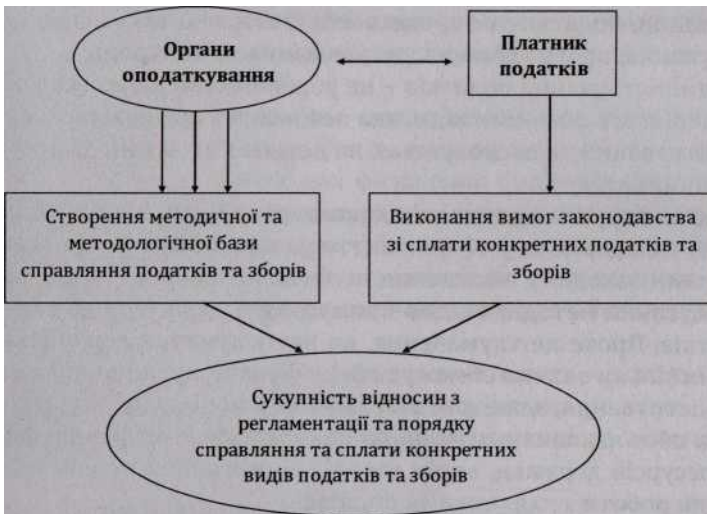 Органи
оподаткування
Платник
податків
Створення методичної та
методологічної бази
справляння податків та зборів
Виконання вимог законодавства
зі сплати конкретних податків та
зборів
Сукупність відносин з
регламентації та порядку
справляння та сплати конкретних
видів податків та зборів